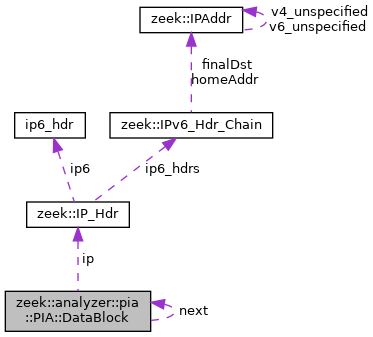 zeek::IPAddr
v4_unspecified
v6_unspecified
finalDst
homeAddr
ip6_hdr
zeek::IPv6_Hdr_Chain
ip6
ip6_hdrs
zeek::IP_Hdr
ip
zeek::analyzer::pia
::PIA::DataBlock
next